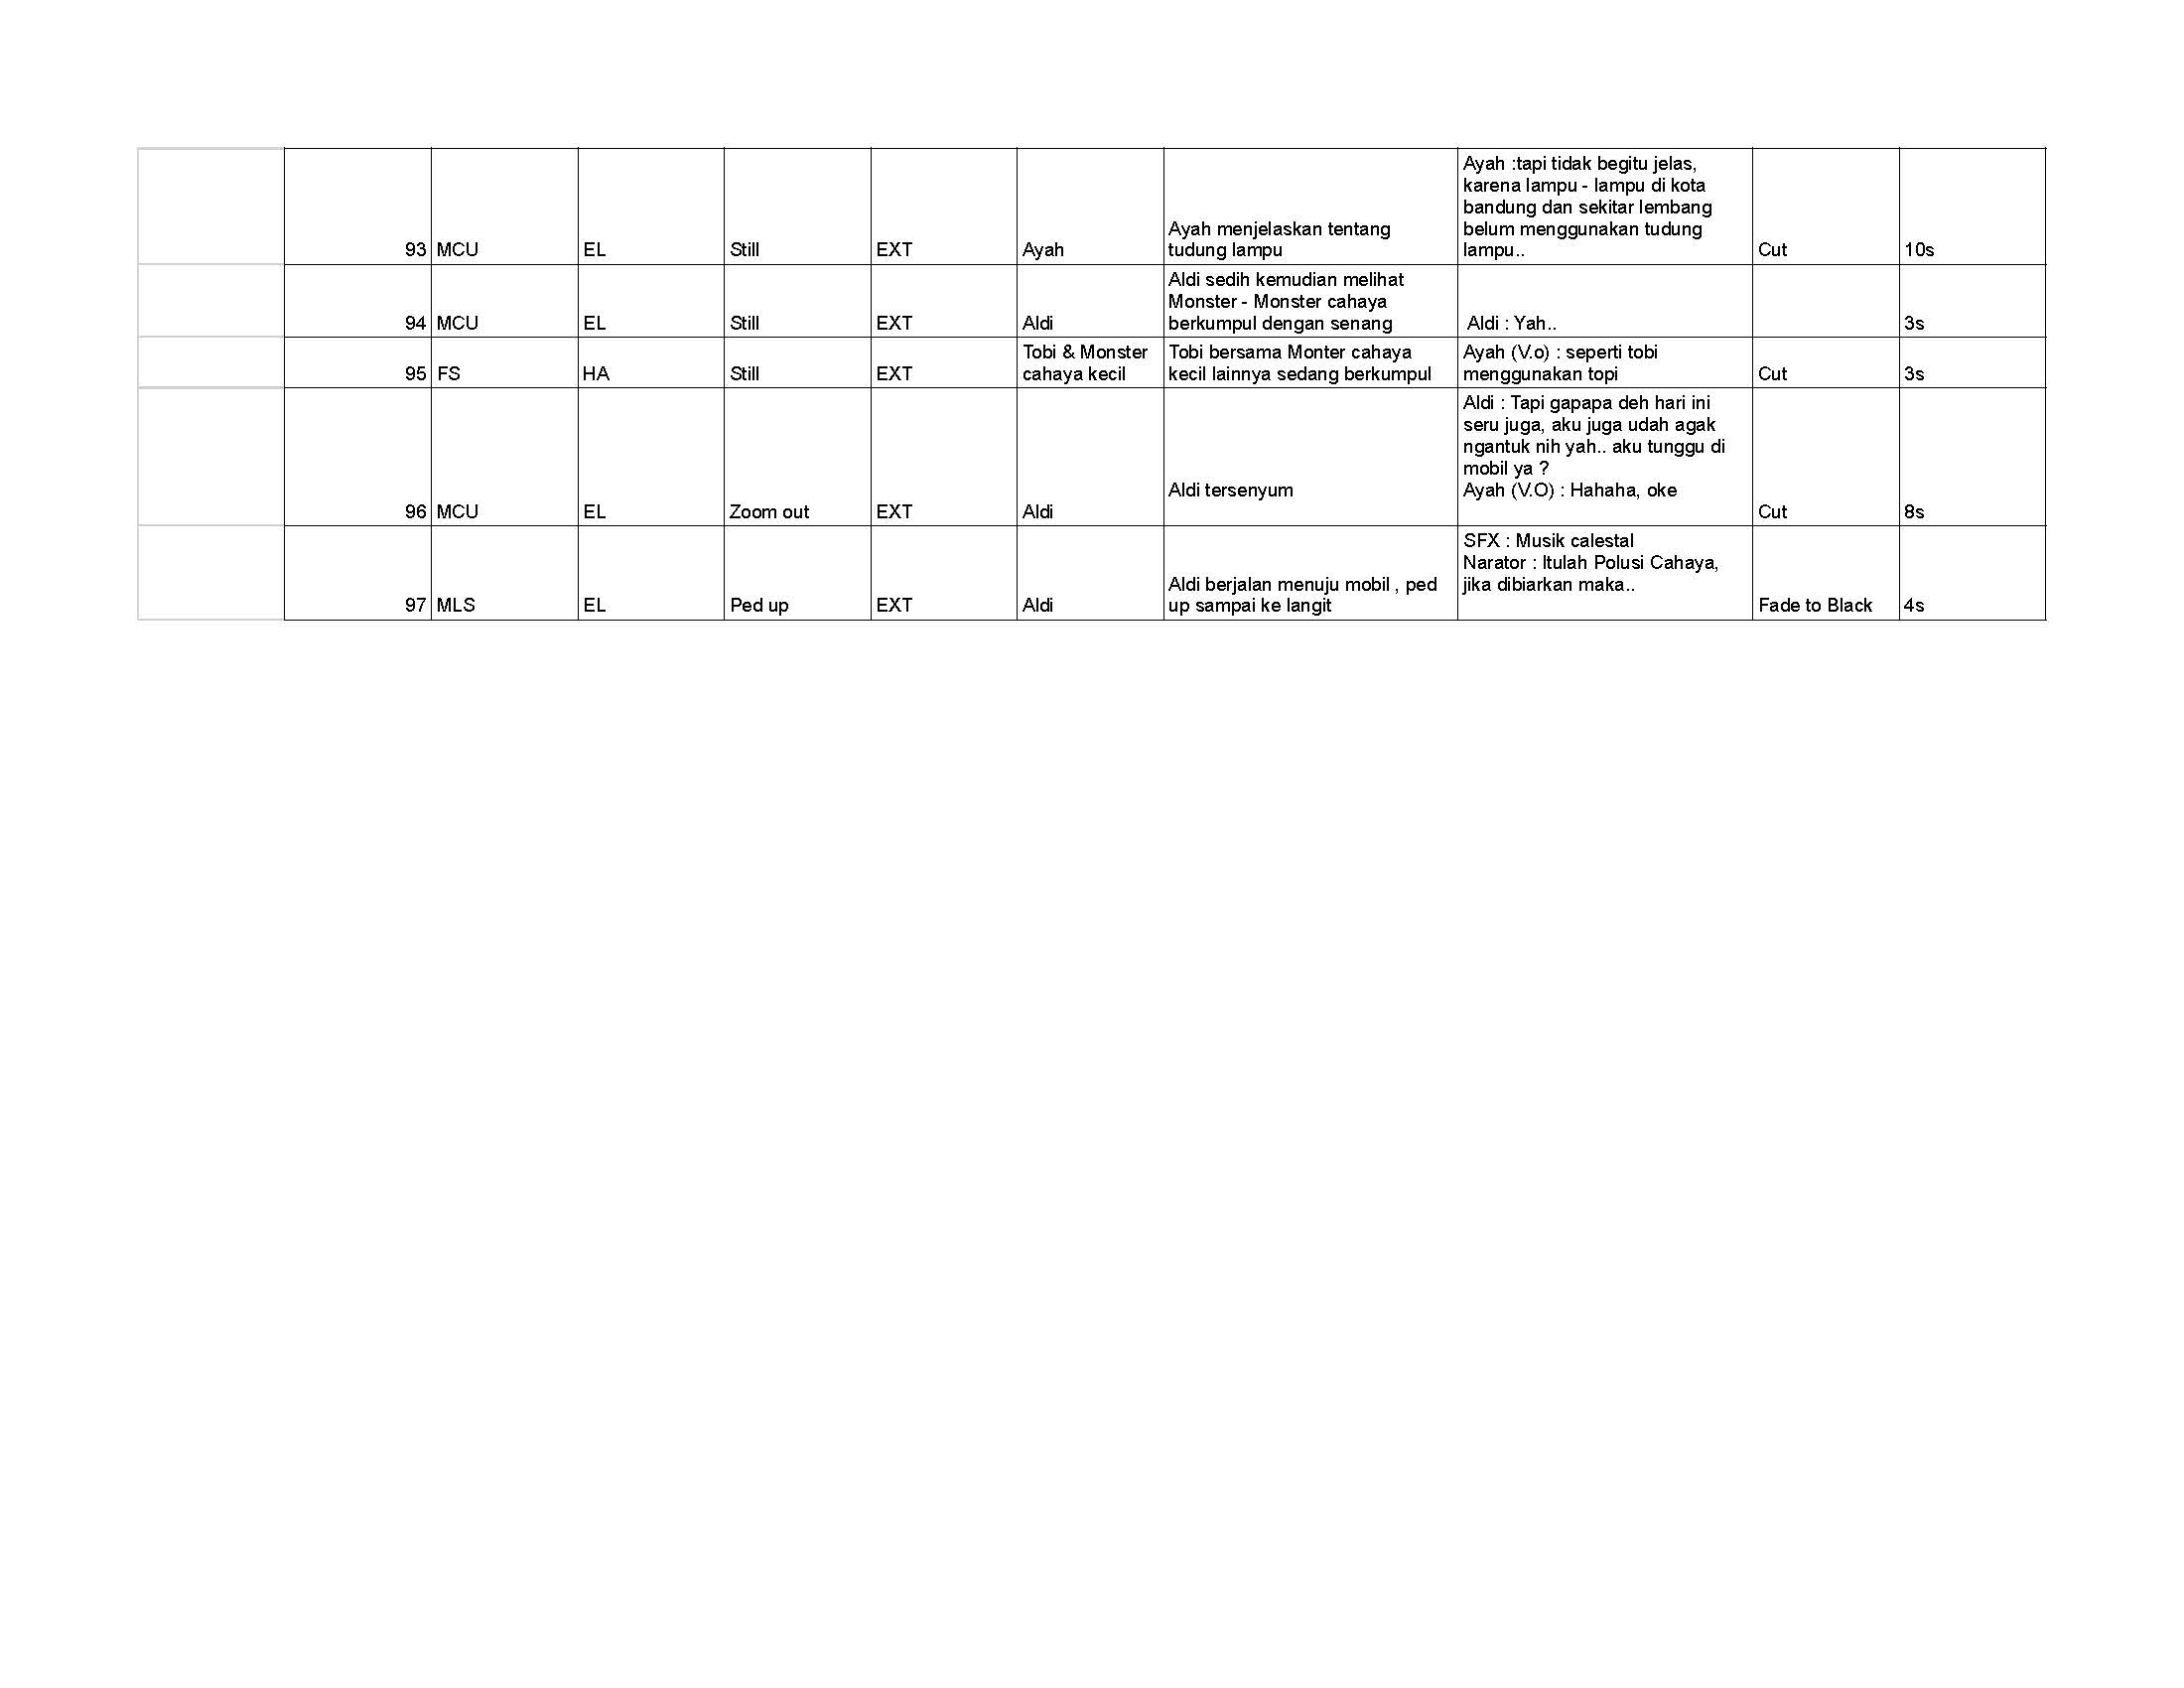 93 MCU EL Still EXT Ayah Ayah menjelaskan tentang tudung lampu Ayah :tapi tidak begitu jelas, karena lampu - lampu di kota bandung dan sekitar lembang belum menggunakan tudung lampu.. Cut 10s
94 MCU EL Still EXT Aldi Aldi sedih kemudian melihat Monster - Monster cahaya berkumpul dengan senang Aldi : Yah.. 3s
95 FS HA Still EXT Tobi & Monster cahaya kecil Tobi bersama Monter cahaya kecil lainnya sedang berkumpul Ayah (V.o) : seperti tobi menggunakan topi Cut 3s
96 MCU EL Zoom out EXT Aldi Aldi tersenyum Aldi : Tapi gapapa deh hari ini seru juga, aku juga udah agak ngantuk nih yah.. aku tunggu di mobil ya ? Ayah (V.O) : Hahaha, oke Cut 8s
97 MLS EL Ped up EXT Aldi Aldi berjalan menuju mobil , ped up sampai ke langit SFX : Musik calestal Narator : Itulah Polusi Cahaya, jika dibiarkan maka.. Fade to Black 4s